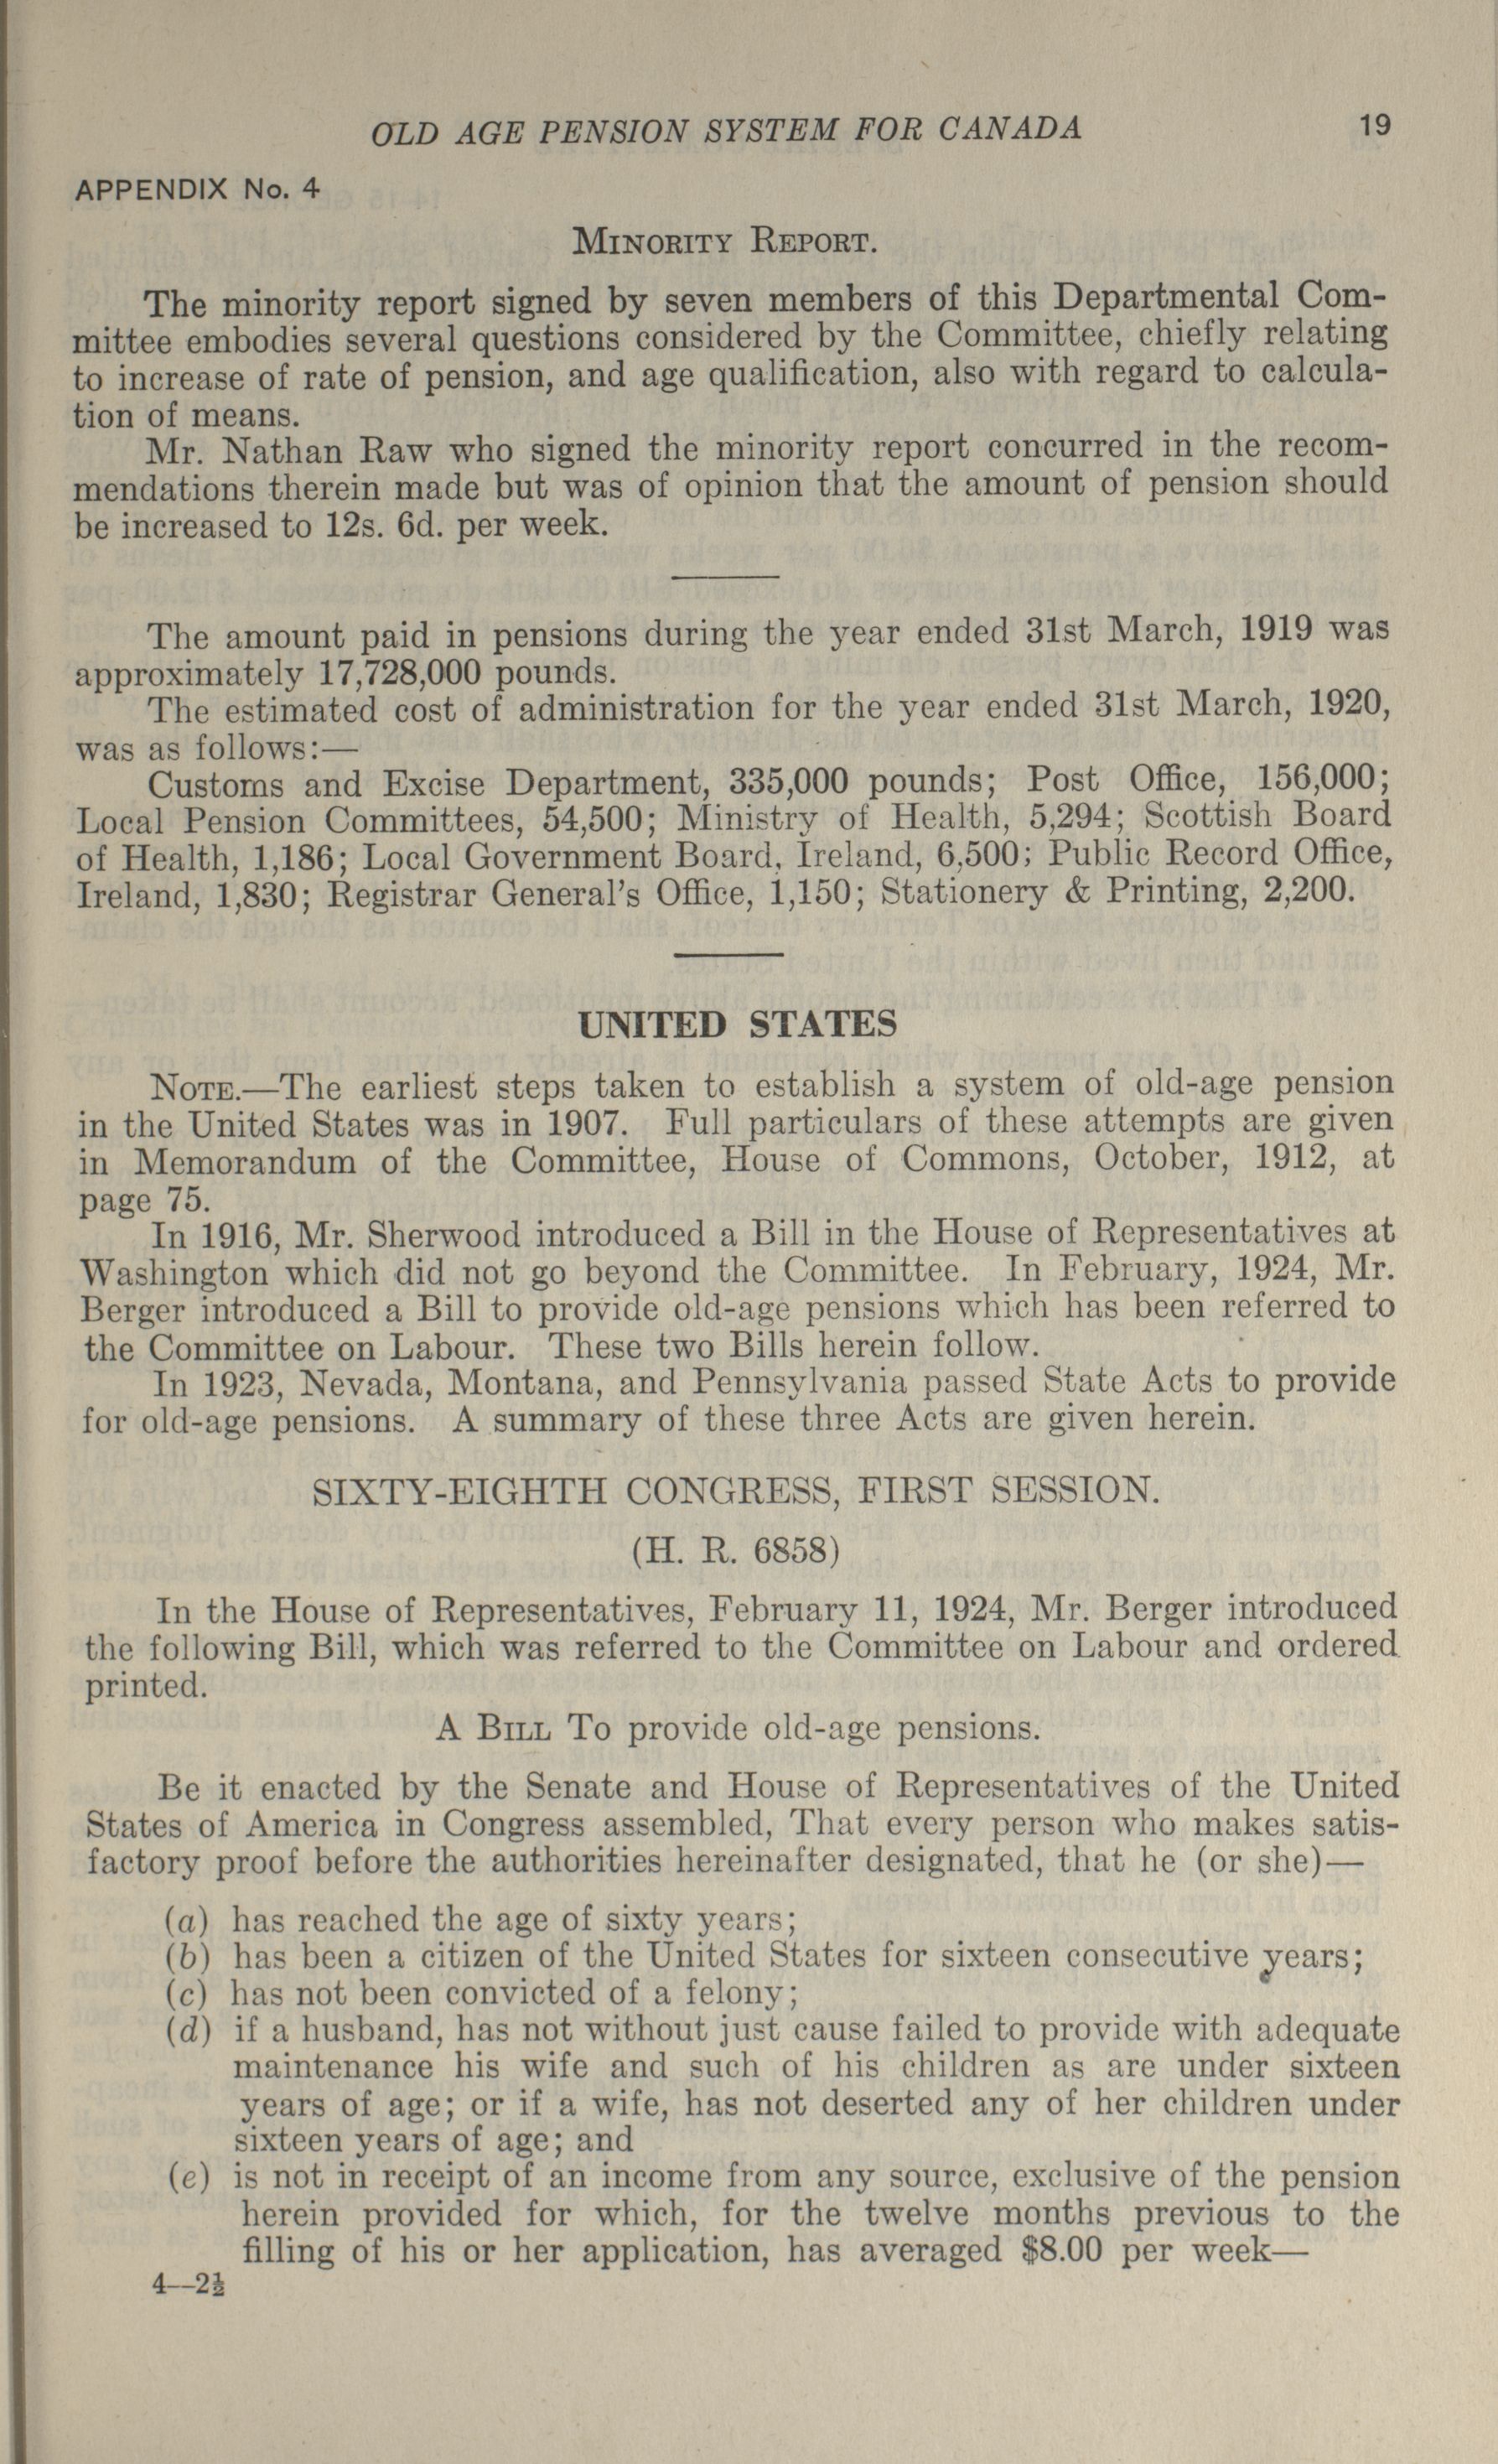 OLD AGE PENSION SYSTEM FOR CANADA 19
APPENDIX No. 4
MINORITY REPORT.
The minority report signed by seven members of this Departmental Com-
mittee embodies several questions considered by the Committee, chiefly relating
to increase of rate of pension, and age qualification, also with regard to calcula-
tion of means.
Mr. Nathan Raw who signed the minority report concurred in the recom-
mendations therein made but was of opinion that the amount of pension should
be increased to 12s. 6d. per week.
The amount paid in pensions during the year ended 31st March, 1919 was
approximately 17,728,000 pounds.
The estimated cost of administration for the year ended 31st March, 1920,
was as follows:—
Customs and Excise Department, 335,000 pounds; Post Office, 156,000;
Local Pension Committees, 54,500; Ministry of Health, 5,294; Scottish Board
of Health, 1,186; Local Government Board, Ireland, 6,500; Public Record Office,
Ireland, 1,830; Registrar General's Office, 1,150; Stationery & Printing, 2,200.
UNITED STATES
NOTE.—The earliest steps taken to establish a system of old-age pension
in the United States was in 1907. Full particulars of these attempts are given
in Memorandum of the Committee, House of Commons, October, 1912, at
page 75.
In 1916, Mr. Sherwood introduced a Bill in the House of Representatives at
Washington which did not go beyond the Committee. In February, 1924, Mr.
Berger introduced a Bill to provide old-age pensions which has been referred to
the Committee on Labour. These two Bills herein follow.
In 1923, Nevada, Montana, and Pennsylvania passed State Acts to provide
for old-age pensions. A summary of these three Acts are given herein.
SIXTY-EIGHTH CONGRESS, FIRST SESSION.
(H. R. 6858)
In the House of Representatives, February 11, 1924, Mr. Berger introduced
the following Bill, which was referred to the Committee on Labour and ordered
printed.
A BILL To provide old-age pensions.
Be it enacted by the Senate and House of Representatives of the United
States of America in Congress assembled, That every person who makes satis-
factory proof before the authorities hereinafter designated, that he (or she)—
(a) has reached the age of sixty years;
(b) has been a citizen of the United States for sixteen consecutive years;
(c) has not been convicted of a felony;
(d) if a husband, has not without just cause failed to provide with adequate
maintenance his wife and such of his children as are under sixteen
years of age; or if a wife, has not deserted any of her children under
sixteen years of age; and
(e) is not in receipt of an income from any source, exclusive of the pension
herein provided for which, for the twelve months previous to the
filling of his or her application, has averaged $8.00 per week—
4—2½